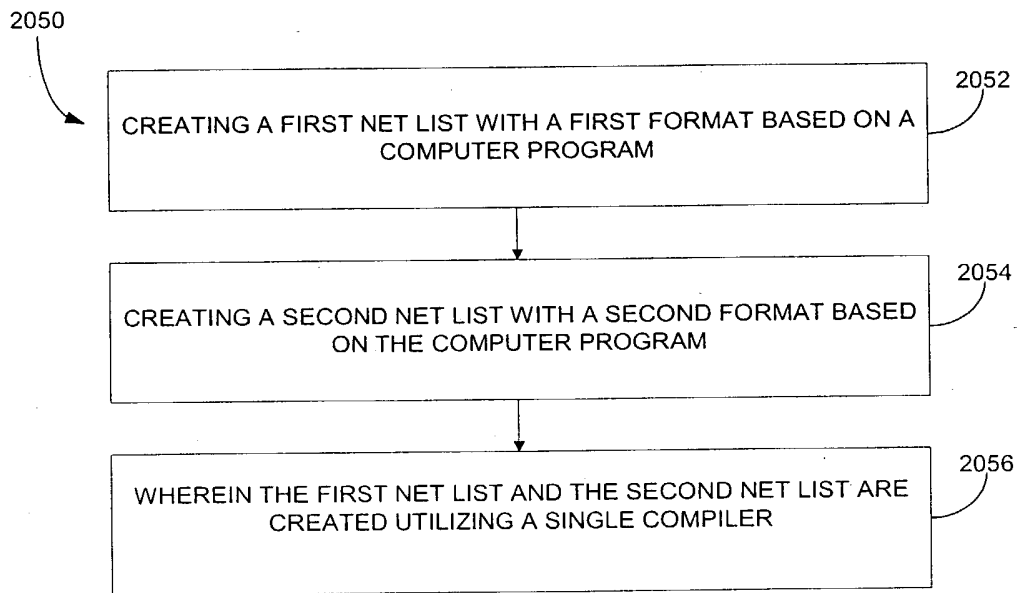 2050
2052
CREATING A FIRST NET LIST WITH A FIRST FORMAT BASED ON A
COMPUTER PROGRAM
2054
CREATING A SECOND NET LIST WITH A SECOND FORMAT BASED
ON THE COMPUTER PROGRAM
2056
WHEREIN THE FIRST NET LIST AND THE SECOND NET LIST ARE
CREATED UTILIZING A SINGLE COMPILER